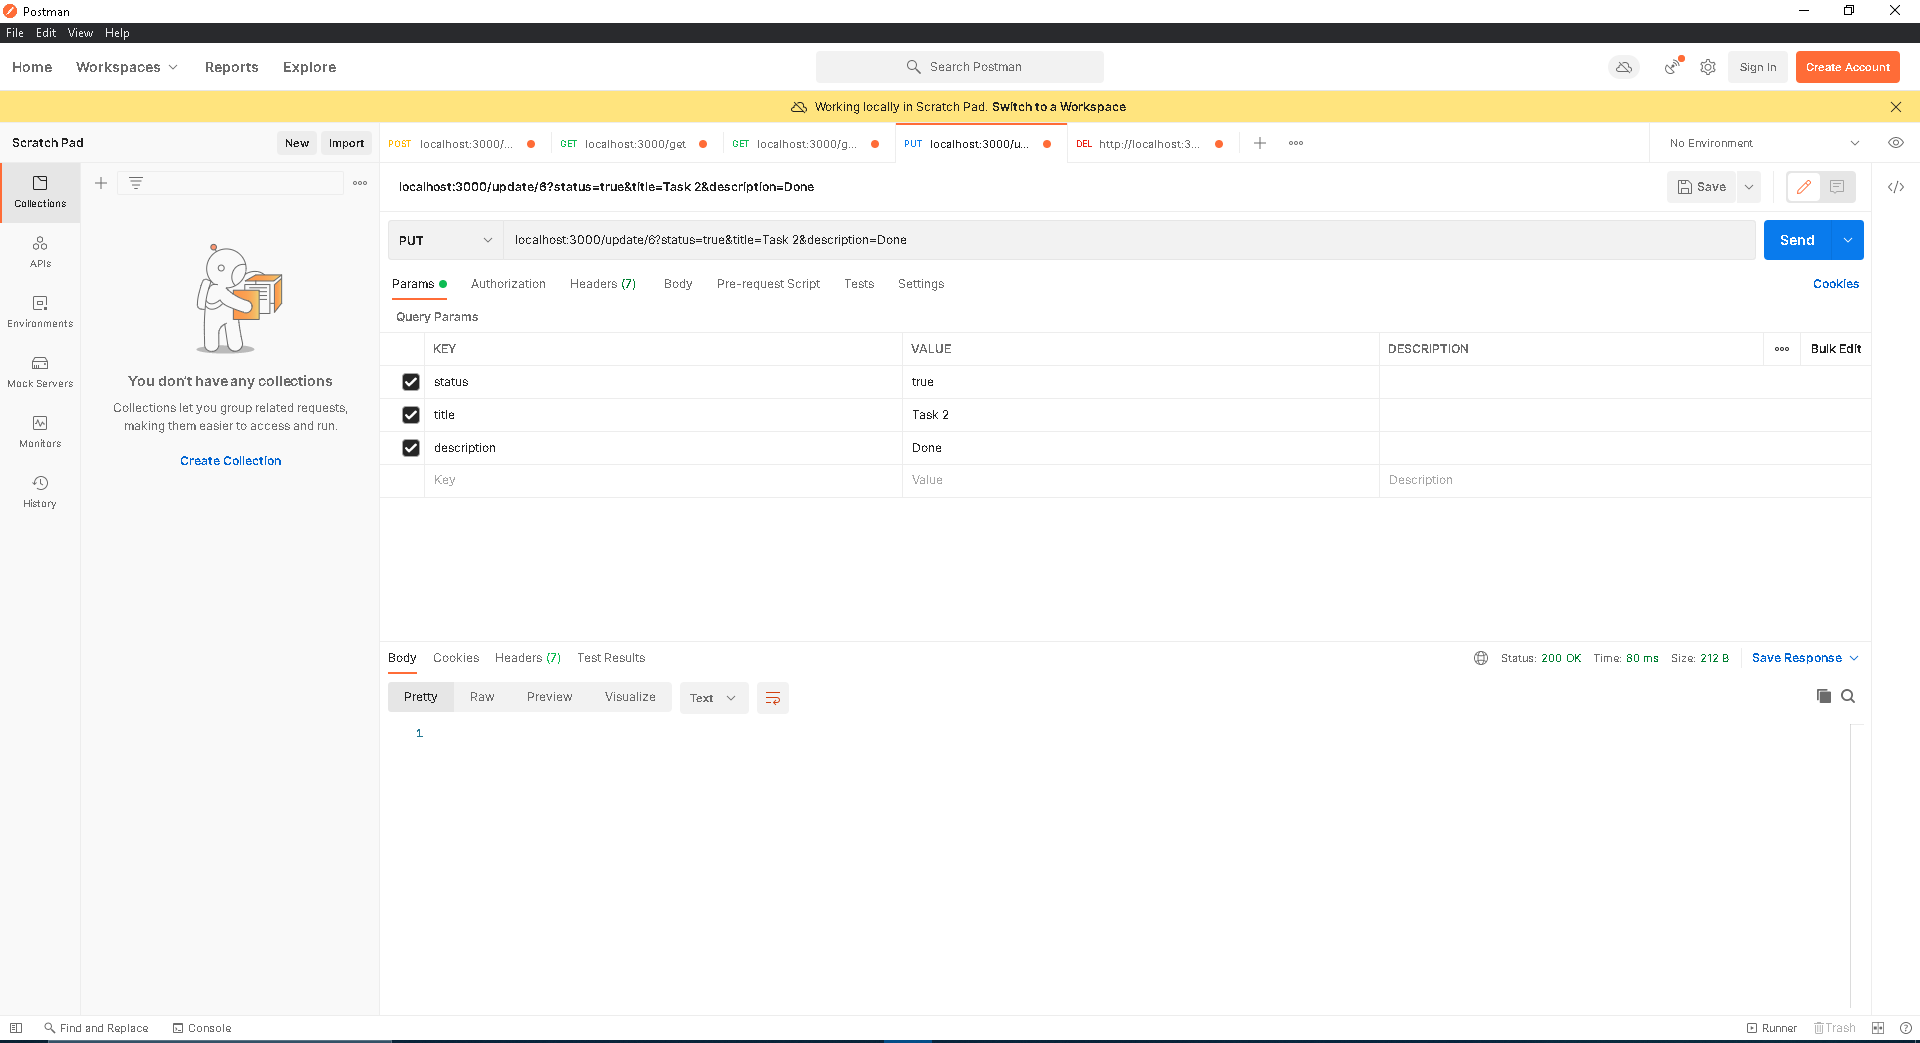 Postman
File Edit View Help
Home Workspaces Reports Explore
Search Postman
Sign In
Create Account
Working locally in Scratch Pad. Switch to a Workspace
Scratch Pad
New Import
POST localhost:3000/...
GET localhost:3000/get
GET localhost:3000/g...
PUT localhost:3000/u...
DEL http://localhost:3...
No Environment
Collections
APIs
Environments
Mock Servers
Monitors
History
You don't have any collections
Collections let you group related requests,
making them easier to access and run.
Create Collection
localhost:3000/update/6?status=true&title=Task 2&description=Done
Save
PUT localhost:3000/update/6?status=true&title=Task 2&description=Done
Send
Params Authorization Headers (7) Body Pre-request Script Tests Settings
Cookies
Query Params
KEY VALUE DESCRIPTION
Bulk Edit
status true
title Task 2
description Done
Key Value Description
Body Cookies Headers (7) Test Results
Status: 200 OK Time: 80 ms Size: 212 B
Save Response
Pretty Raw Preview Visualize
Text
1
Find and Replace Console
Runner Trash